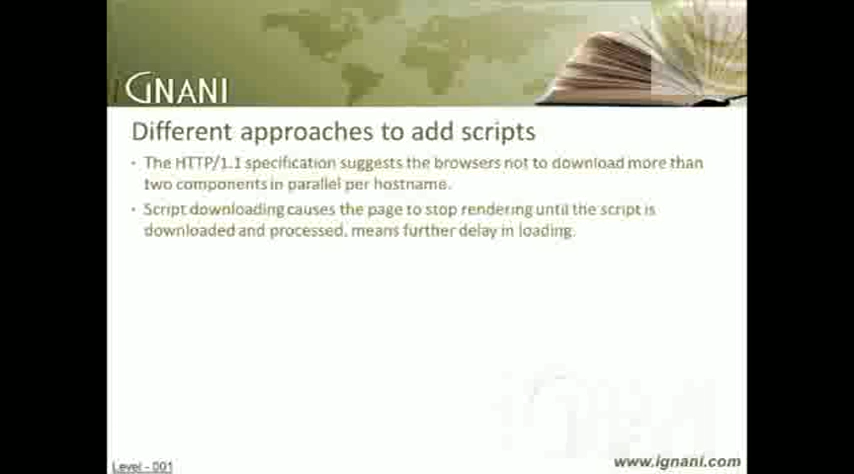 GNANI
Different approaches to add scripts
• The HTTP/1.1 specification suggests the browsers not to download more than
two components in parallel per hostname.
• Script downloading causes the page to stop rendering until the script is
downloaded and processed, means further delay in loading.
Level - 001
www.ignani.com